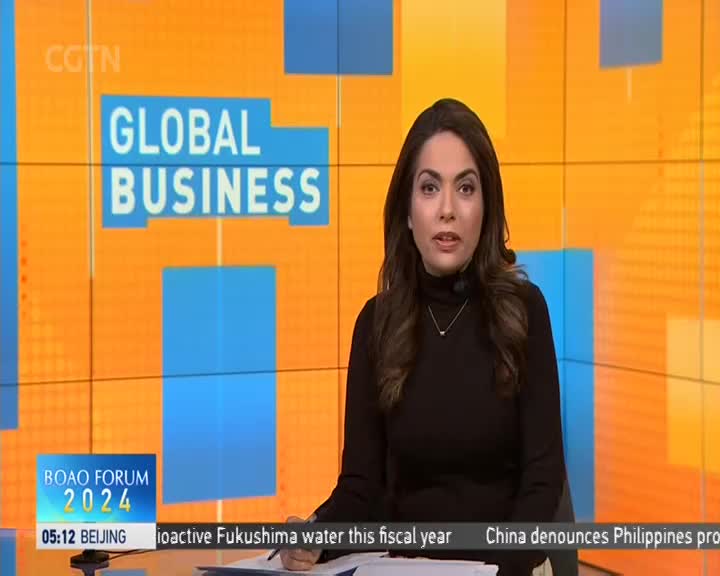 CGTN
GLOBAL
BUSINESS
BOAO FORUM
2024
05:12 BEIJING
ioactive Fukushima water this fiscal year China denounces Philippines pro